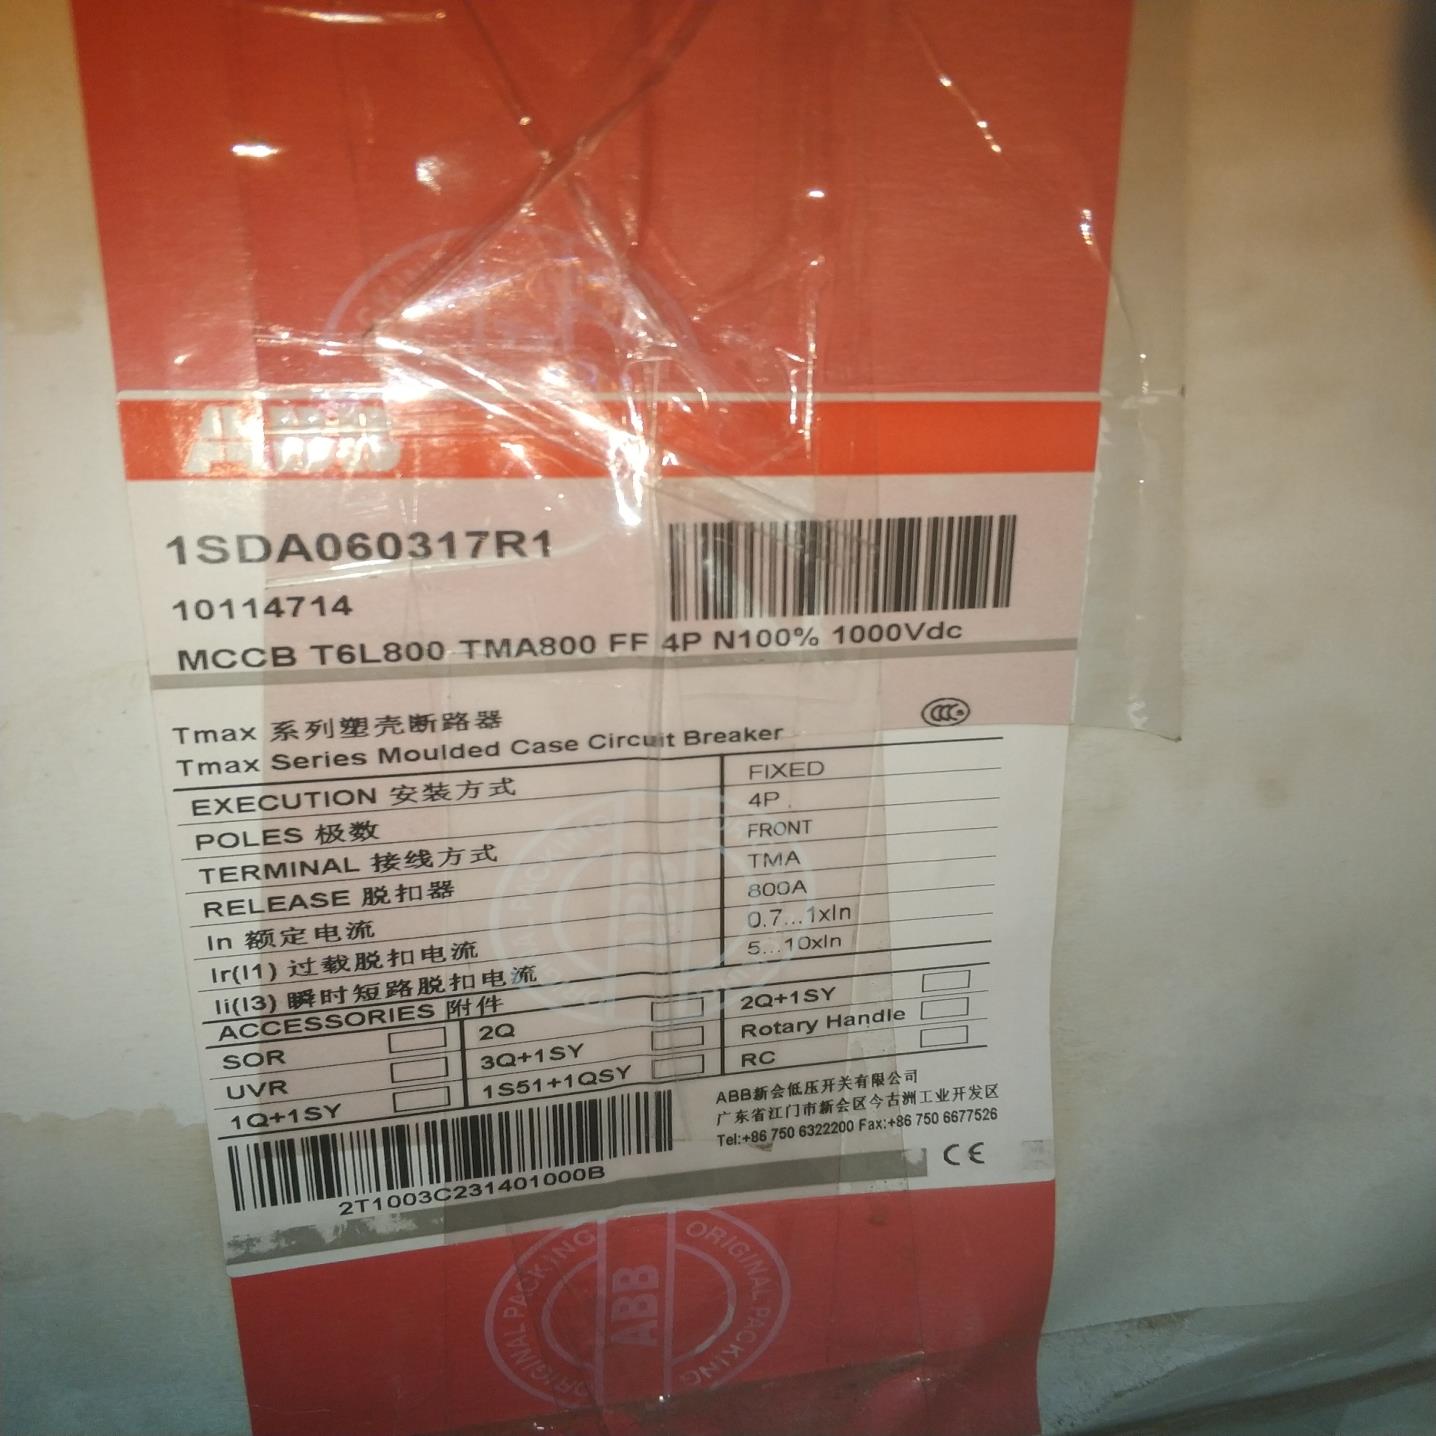 ABB
1SDA060317R1
10114714
MCCB T6L800 TMA800 FF 4P N100% 1000Vdc
Tmax 系列塑壳断路器
Tmax Series Moulded Case Circuit Breaker
CCC
EXECUTION 安装方式 FIXED
POLES 极数 4P
TERMINAL 接线方式 FRONT
RELEASE 脱扣器 TMA
In 额定电流 800A
Ir(I1) 过载脱扣电流 0.7...1xIn
Ii(I3) 瞬时短路脱扣电流 5...10xIn
ACCESSORIES 附件
SOR 2Q 2Q+1SY
UVR 3Q+1SY Rotary Handle
1Q+1SY 1S51+1QSY RC
ABB新会低压开关有限公司
广东省江门市新会区今古洲工业开发区
Tel:+86 750 6322200 Fax:+86 750 6677526
CE
2T1003C231401000B
ORIGINAL PACKING
ABB
ORIGINAL PACKING